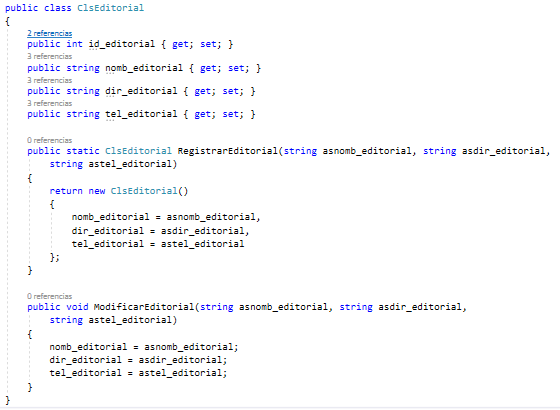 public class ClsEditorial
{
2 referencias
public int id_editorial { get; set; }
3 referencias
public string nomb_editorial { get; set; }
3 referencias
public string dir_editorial { get; set; }
3 referencias
public string tel_editorial { get; set; }
0 referencias
public static ClsEditorial RegistrarEditorial(string asnomb_editorial, string asdir_editorial,
string astel_editorial)
{
return new ClsEditorial()
{
nomb_editorial = asnomb_editorial,
dir_editorial = asdir_editorial,
tel_editorial = astel_editorial
};
}
0 referencias
public void ModificarEditorial(string asnomb_editorial, string asdir_editorial,
string astel_editorial)
{
nomb_editorial = asnomb_editorial;
dir_editorial = asdir_editorial;
tel_editorial = astel_editorial;
}
}